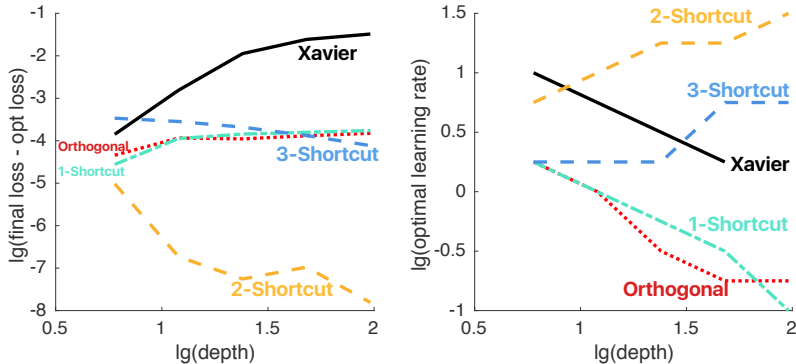 -1
-2
-3
-4
-5
-6
-7
-8
0.5
1
1.5
2
lg(depth)
lg(final loss - opt loss)
Xavier
Orthogonal
1-Shortcut
3-Shortcut
2-Shortcut
1.5
1
0.5
0
-0.5
-1
0.5
1
1.5
2
lg(depth)
lg(optimal learning rate)
2-Shortcut
3-Shortcut
Xavier
1-Shortcut
Orthogonal